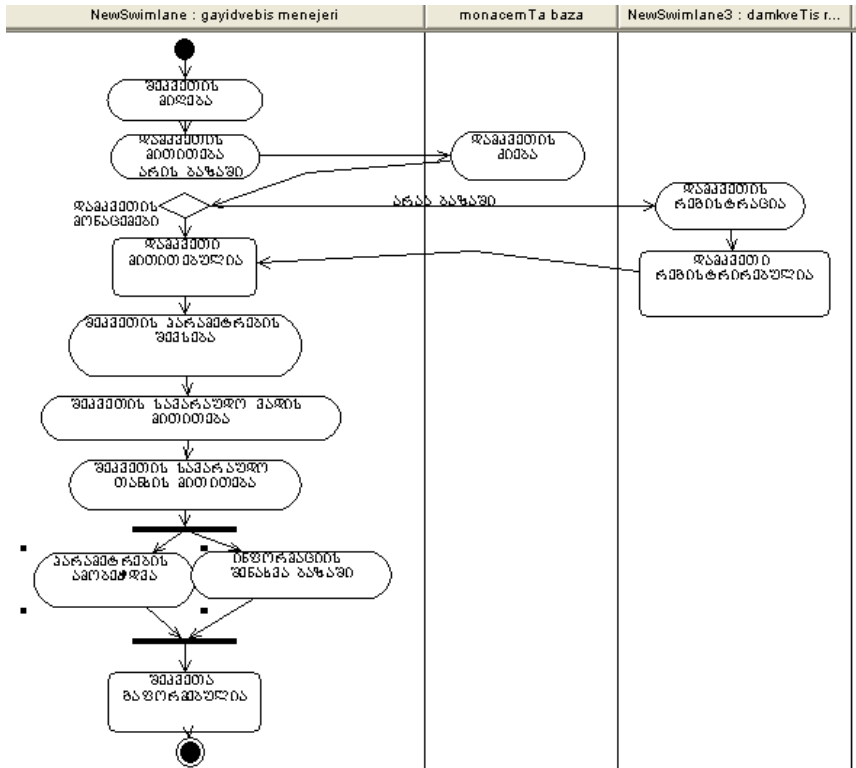 NewSwimlane : gayidvebis menejeri
monacemTa baza
NewSwimlane3 : damkveTis r...
შეკვეთის
მიღება
დამკვეთის
მითითება
არის ბაზაში
დამკვეთის
ძიება
დამკვეთის
მონაცემები
არაა ბაზაში
დამკვეთის
რეგისტრაცია
დამკვეთი
მითითებულია
დამკვეთი
რეგისტრირებულია
შეკვეთის პარამეტრების
შევსება
შეკვეთის სავარაუდო ვადის
მითითება
შეკვეთის სავარაუდო
თანხის მითითება
პარამეტრების
ამობეჭდვა
ინფორმაციის
შენახვა ბაზაში
შეკვეთა
გაფორმებულია